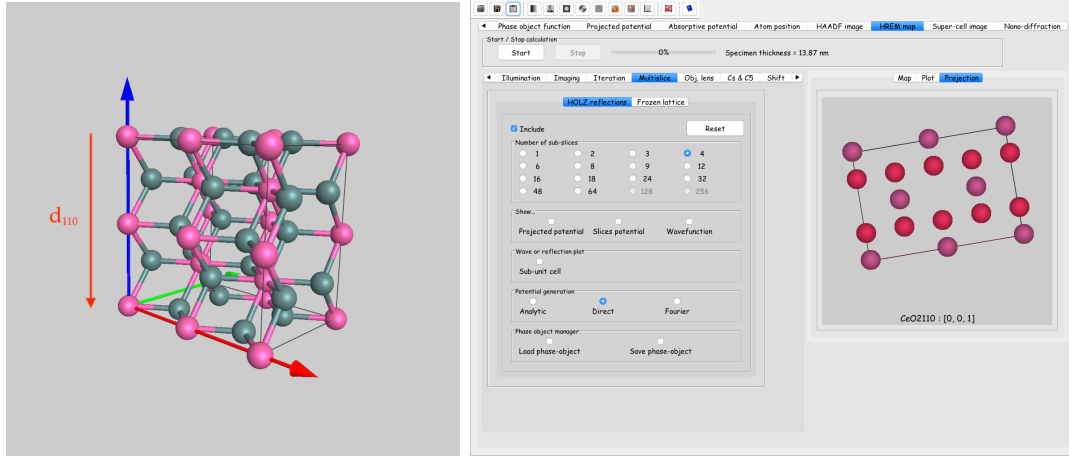 d110
Phase object function Projected potential Absorptive potential Atom position HAADF image HREM map Super-cell image Nano-diffraction
Start / Stop calculation
Start Stop 0% Specimen thickness = 13.87 nm
Illumination Imaging Iteration Multislice Obj. lens Cs & C5 Shift
Map Plot Projection
HOLZ reflections Frozen lattice
Include Reset
Number of sub-slices
1 2 3 4
6 8 9 12
16 18 24 32
48 64 128 256
Show...
Projected potential Slices potential Wavefunction
Wave or reflection plot
Sub-unit cell
Potential generation
Analytic Direct Fourier
Phase object manager
Load phase-object Save phase-object
CeO2110 : [0, 0, 1]